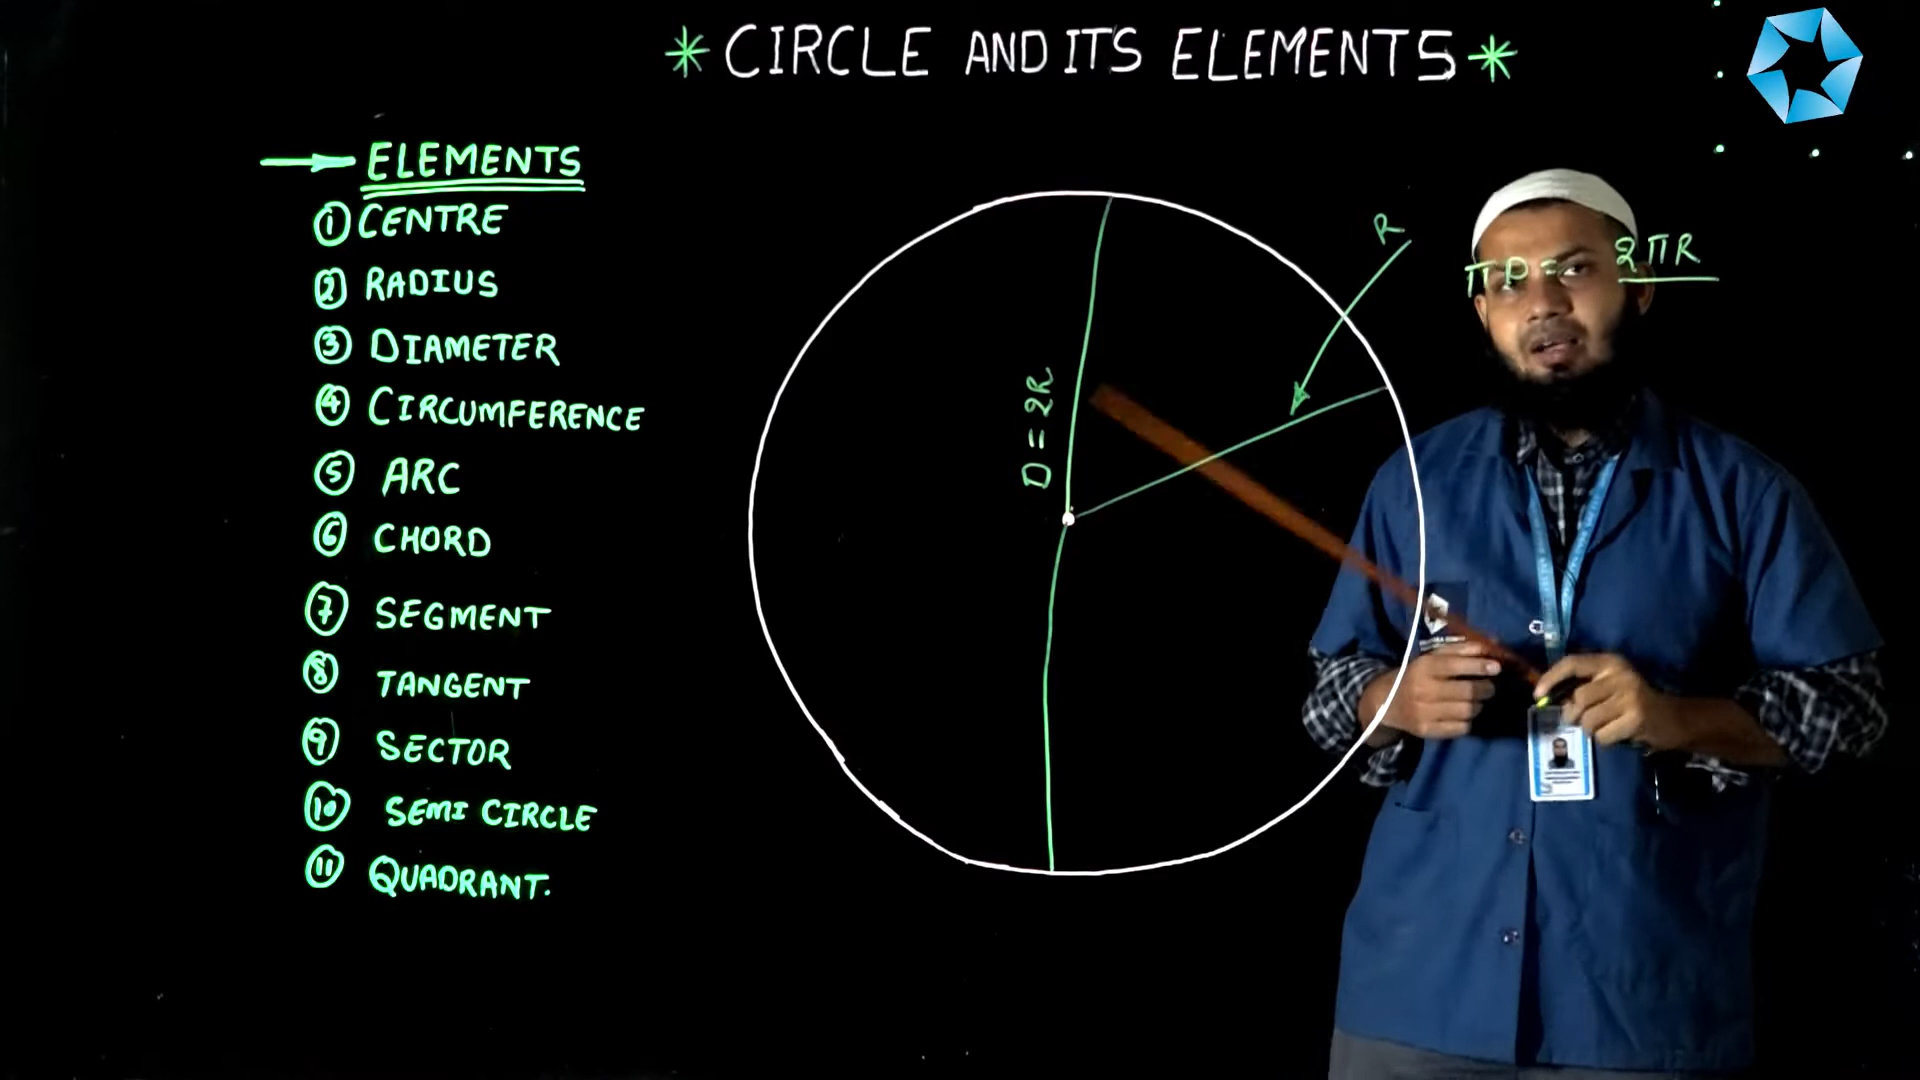 * CIRCLE AND ITS ELEMENTS *
→ ELEMENTS
① CENTRE
② RADIUS
③ DIAMETER
④ CIRCUMFERENCE
⑤ ARC
⑥ CHORD
⑦ SEGMENT
⑧ TANGENT
⑨ SECTOR
⑩ SEMI CIRCLE
⑪ QUADRANT.
D = 2R
R
πD = 2πR